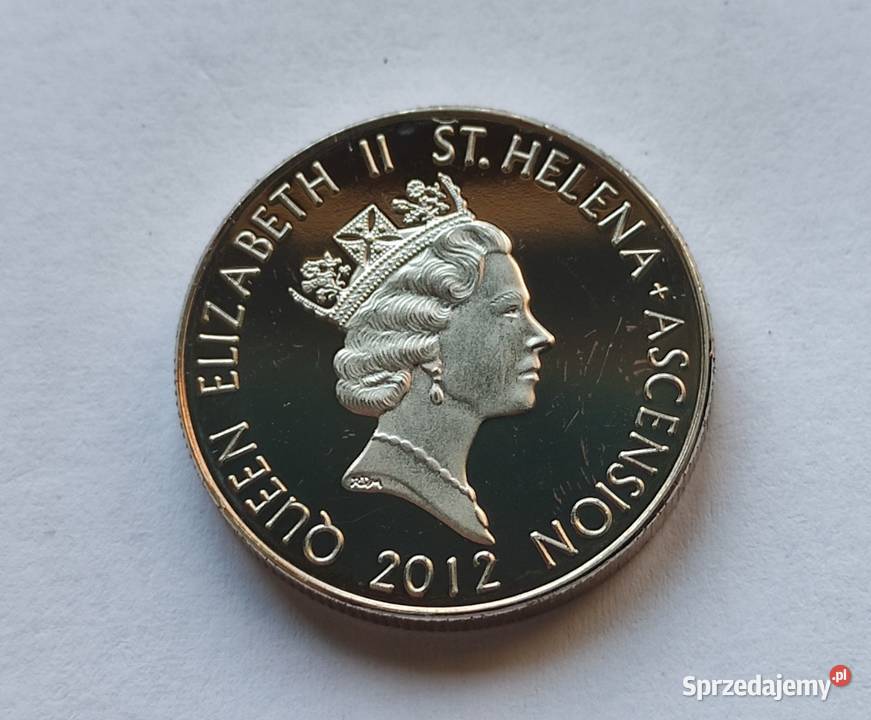 QUEEN ELIZABETH II ST. HELENA + ASCENSION
2012
RDM
Sprzedajemy.pl